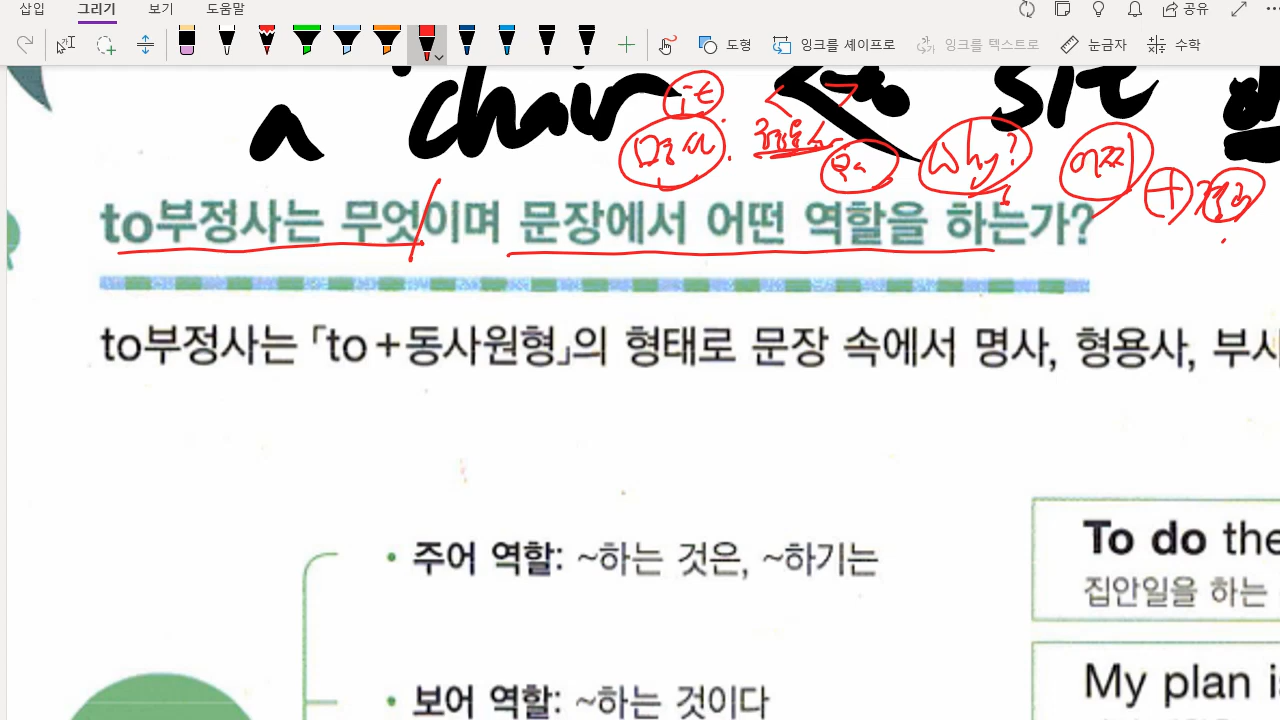 삽입 그리기 보기 도움말 공유
도형 잉크를 셰이프로 잉크를 텍스트로 눈금자 수학
a chair to sit
it
명사. 형용사 Why? 어찌 +
to부정사는 무엇이며 문장에서 어떤 역할을 하는가?
to부정사는 「to+동사원형」의 형태로 문장 속에서 명사, 형용사, 부사
• 주어 역할: ~하는 것은, ~하기는
To do the
집안일을 하는
• 보어 역할: ~하는 것이다
My plan is